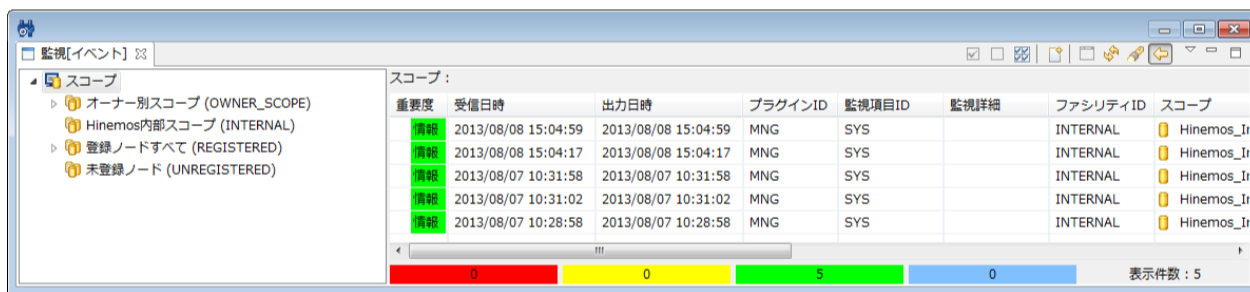 監視[イベント]
スコープ
オーナー別スコープ (OWNER_SCOPE)
Hinemos内部スコープ (INTERNAL)
登録ノードすべて (REGISTERED)
未登録ノード (UNREGISTERED)
スコープ :
重要度 受信日時 出力日時 プラグインID 監視項目ID 監視詳細 ファシリティID スコープ
情報 2013/08/08 15:04:59 2013/08/08 15:04:59 MNG SYS INTERNAL Hinemos_In
情報 2013/08/08 15:04:17 2013/08/08 15:04:17 MNG SYS INTERNAL Hinemos_In
情報 2013/08/07 10:31:58 2013/08/07 10:31:58 MNG SYS INTERNAL Hinemos_In
情報 2013/08/07 10:31:02 2013/08/07 10:31:02 MNG SYS INTERNAL Hinemos_In
情報 2013/08/07 10:28:58 2013/08/07 10:28:58 MNG SYS INTERNAL Hinemos_In
0 0 5 0 表示件数 : 5